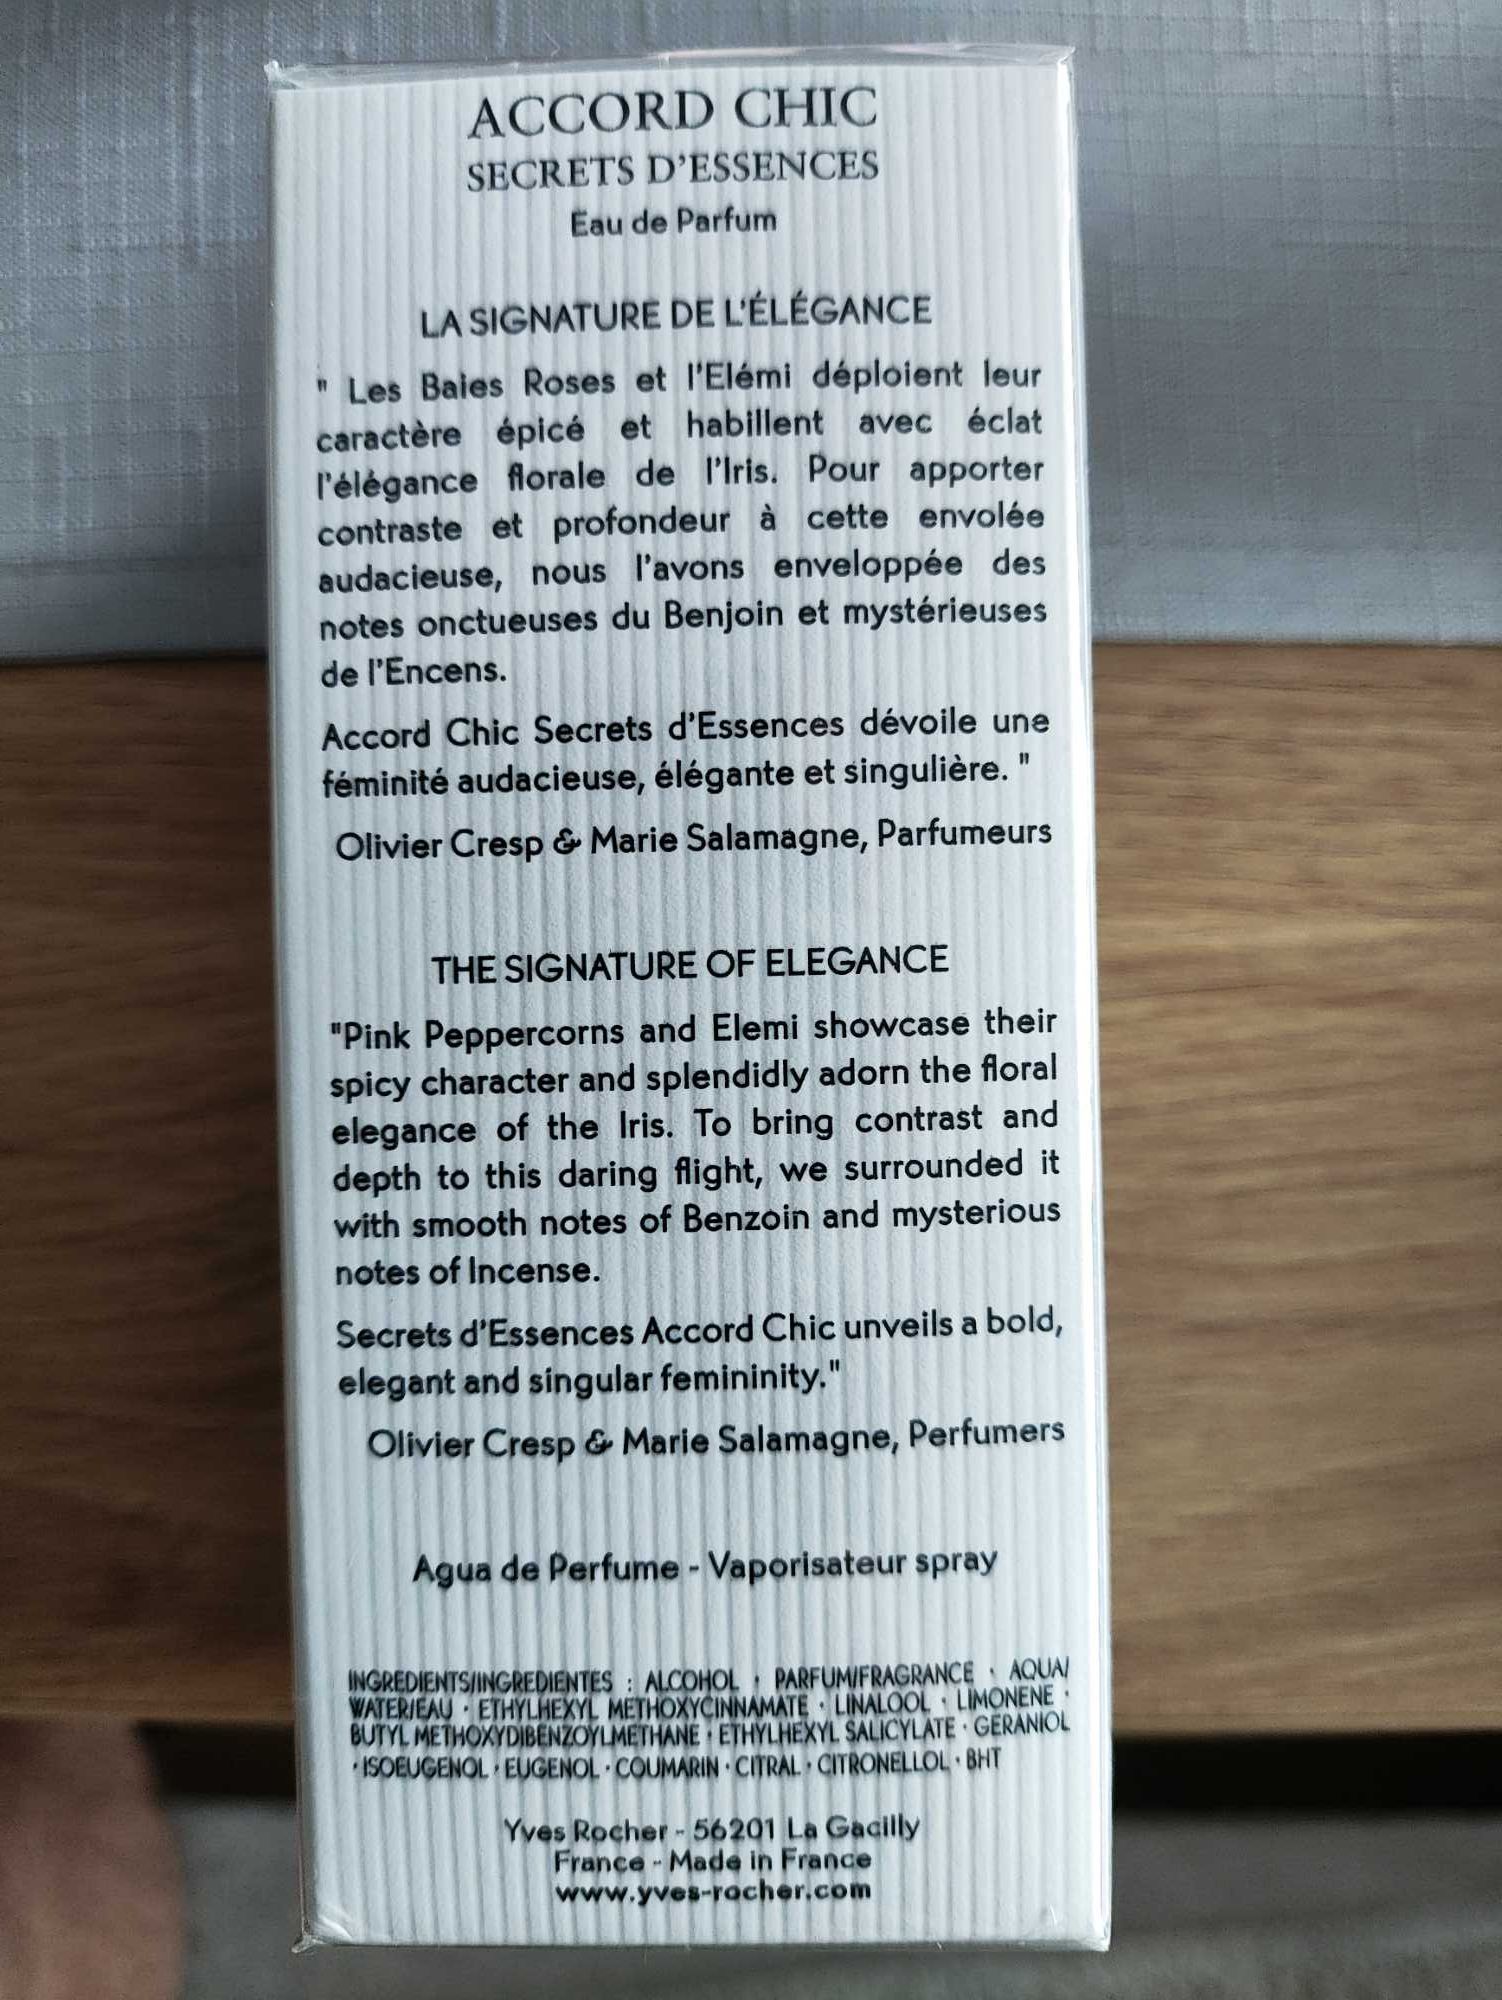 ACCORD CHIC
SECRETS D'ESSENCES
Eau de Parfum
LA SIGNATURE DE L'ÉLÉGANCE
" Les Baies Roses et l'Elémi déploient leur
caractère épicé et habillent avec éclat
l'élégance florale de l'Iris. Pour apporter
contraste et profondeur à cette envolée
audacieuse, nous l'avons enveloppée des
notes onctueuses du Benjoin et mystérieuses
de l'Encens.
Accord Chic Secrets d'Essences dévoile une
féminité audacieuse, élégante et singulière. "
Olivier Cresp & Marie Salamagne, Parfumeurs
THE SIGNATURE OF ELEGANCE
"Pink Peppercorns and Elemi showcase their
spicy character and splendidly adorn the floral
elegance of the Iris. To bring contrast and
depth to this daring flight, we surrounded it
with smooth notes of Benzoin and mysterious
notes of Incense.
Secrets d'Essences Accord Chic unveils a bold,
elegant and singular femininity."
Olivier Cresp & Marie Salamagne, Perfumers
Agua de Perfume - Vaporisateur spray
INGREDIENTS/INGREDIENTES : ALCOHOL · PARFUM/FRAGRANCE · AQUA/
WATER/EAU · ETHYLHEXYL METHOXYCINNAMATE · LINALOOL · LIMONENE ·
BUTYL METHOXYDIBENZOYLMETHANE · ETHYLHEXYL SALICYLATE · GERANIOL
· ISOEUGENOL · EUGENOL · COUMARIN · CITRAL · CITRONELLOL · BHT
Yves Rocher - 56201 La Gacilly
France - Made in France
www.yves-rocher.com